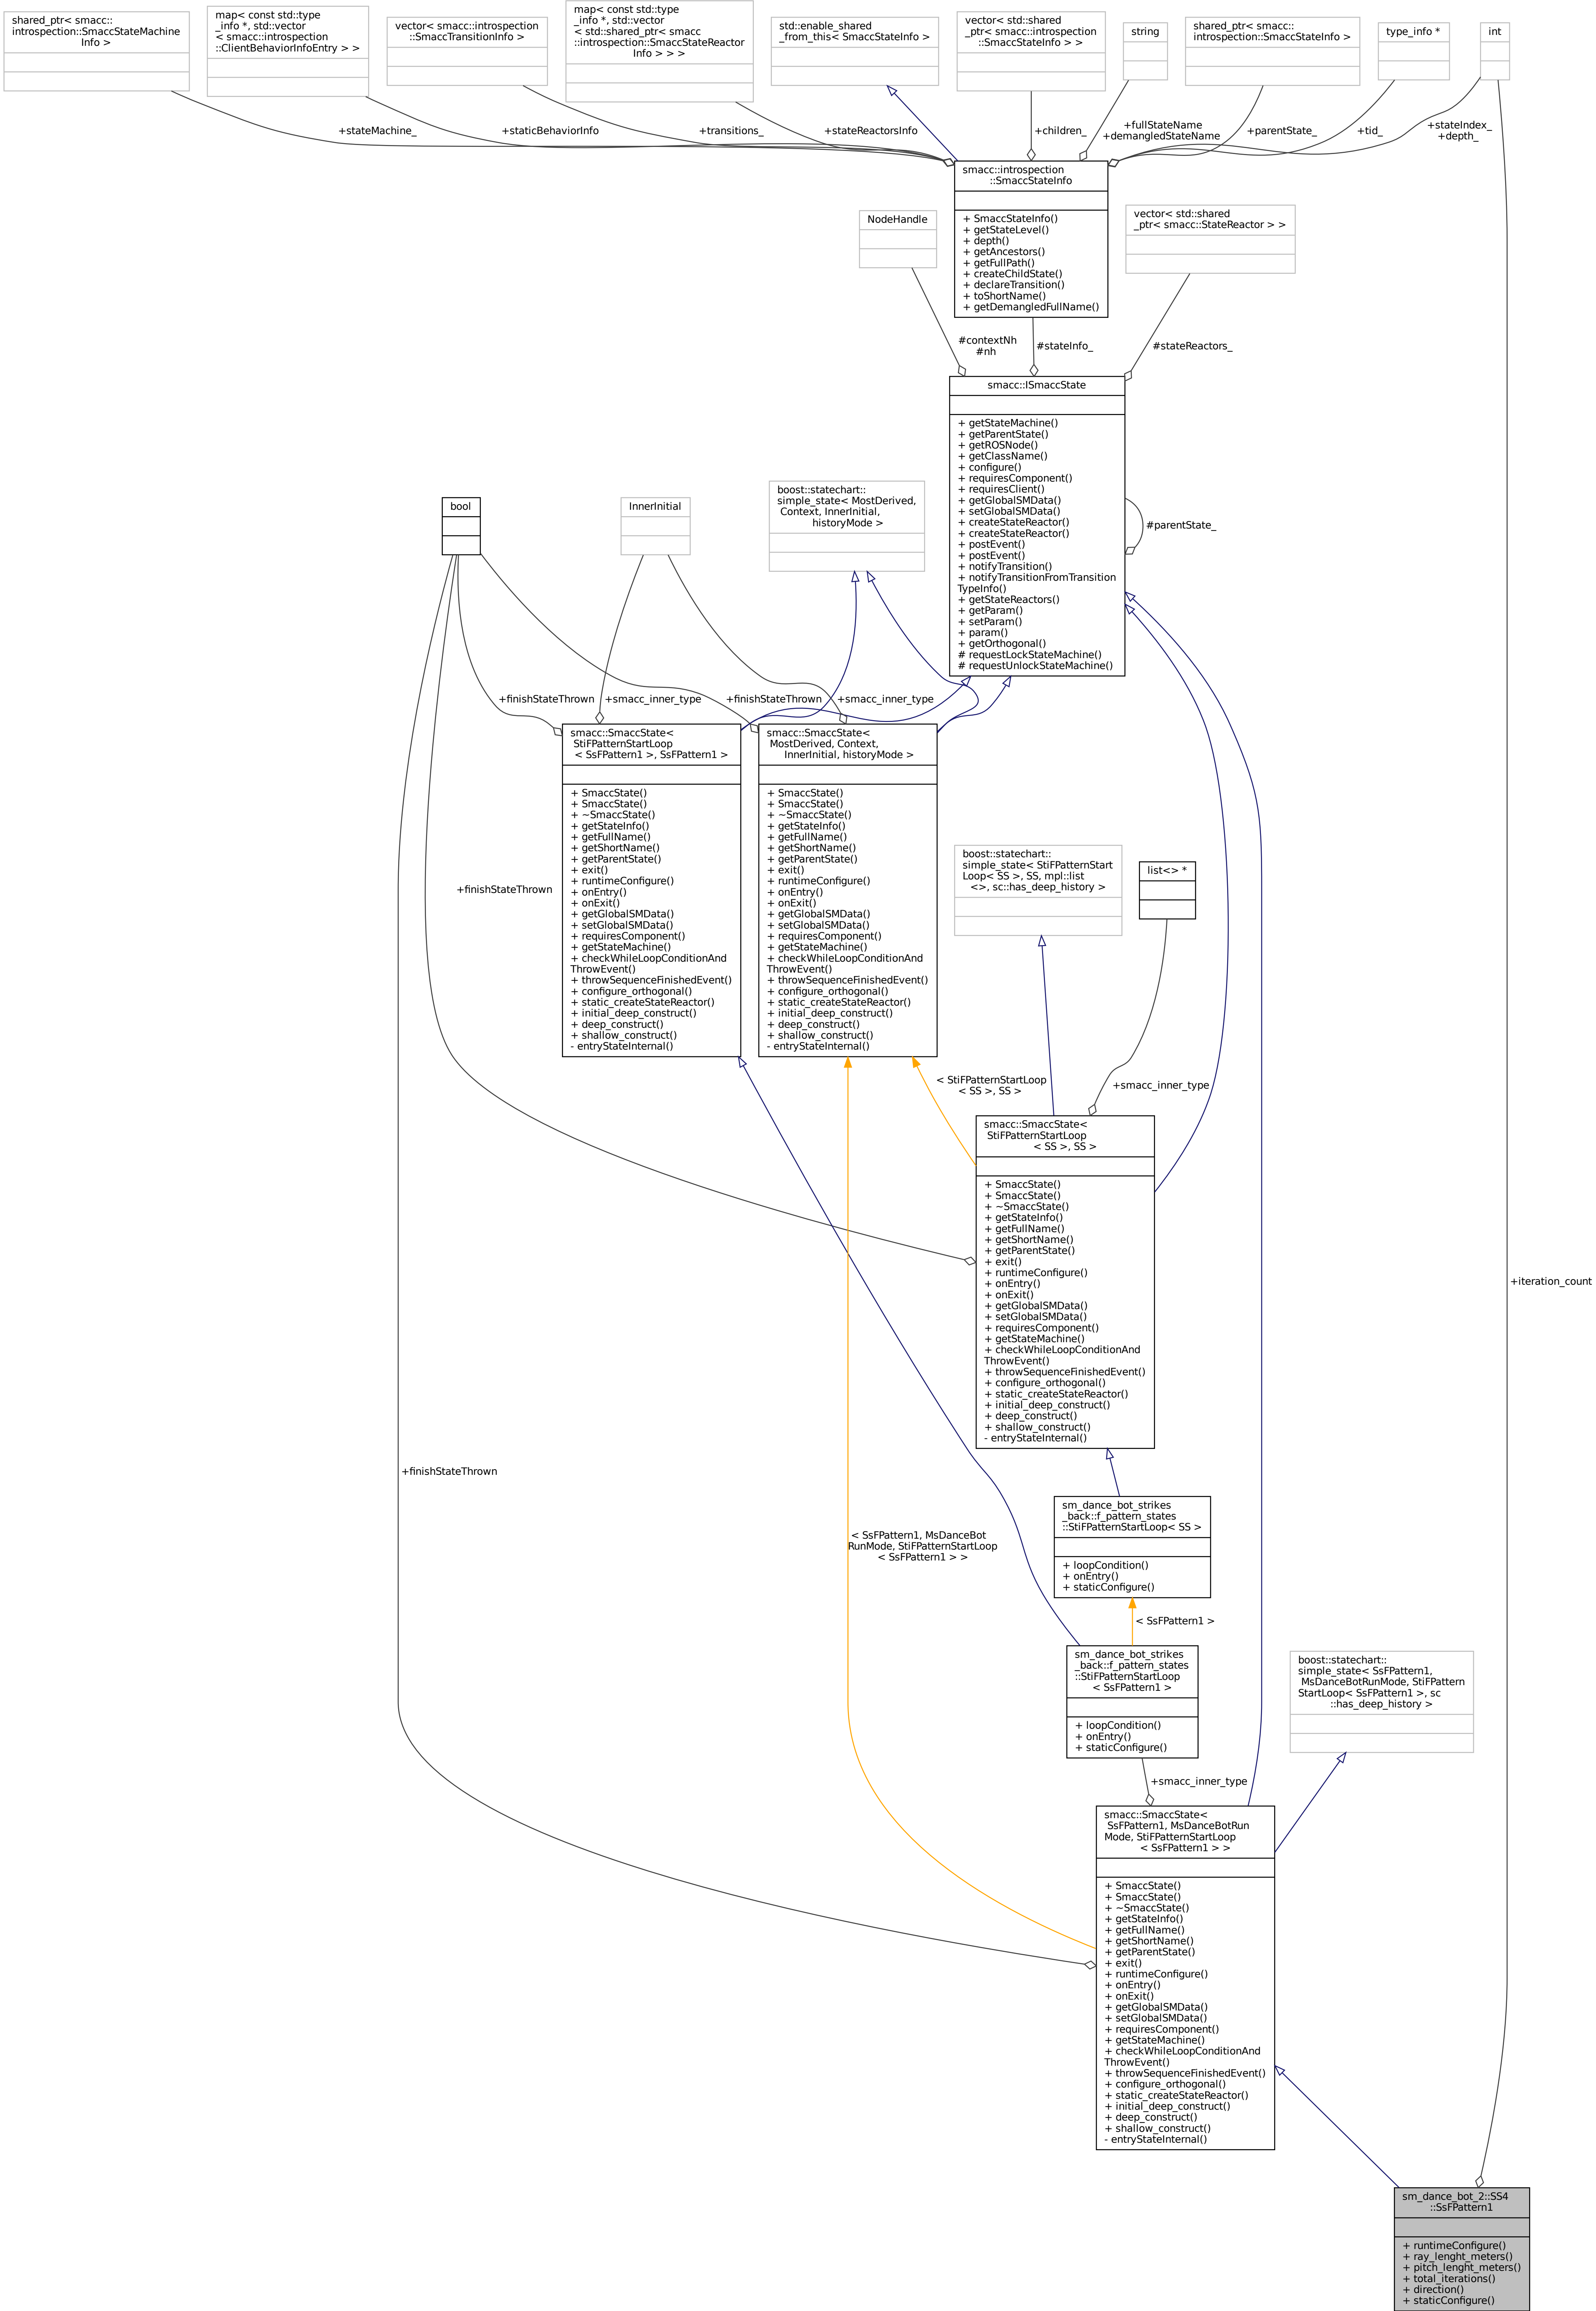 shared_ptr< smacc::
introspection::SmaccStateMachine
Info >
map< const std::type
_info *, std::vector
< smacc::introspection
::ClientBehaviorInfoEntry > >
vector< smacc::introspection
::SmaccTransitionInfo >
map< const std::type
_info *, std::vector
< std::shared_ptr< smacc
::introspection::SmaccStateReactor
Info > > >
std::enable_shared
_from_this< SmaccStateInfo >
vector< std::shared
_ptr< smacc::introspection
::SmaccStateInfo > >
string
shared_ptr< smacc::
introspection::SmaccStateInfo >
type_info *
int
+stateMachine_
+staticBehaviorInfo
+transitions_
+stateReactorsInfo
+children_
+fullStateName
+demangledStateName
+parentState_
+tid_
+stateIndex_
+depth_
smacc::introspection
::SmaccStateInfo
+ SmaccStateInfo()
+ getStateLevel()
+ depth()
+ getAncestors()
+ getFullPath()
+ createChildState()
+ declareTransition()
+ toShortName()
+ getDemangledFullName()
NodeHandle
vector< std::shared
_ptr< smacc::StateReactor > >
#contextNh
#nh
#stateInfo_
#stateReactors_
smacc::ISmaccState
+ getStateMachine()
+ getParentState()
+ getROSNode()
+ getClassName()
+ configure()
+ requiresComponent()
+ requiresClient()
+ getGlobalSMData()
+ setGlobalSMData()
+ createStateReactor()
+ createStateReactor()
+ postEvent()
+ postEvent()
+ notifyTransition()
+ notifyTransitionFromTransition
TypeInfo()
+ getStateReactors()
+ getParam()
+ setParam()
+ param()
+ getOrthogonal()
# requestLockStateMachine()
# requestUnlockStateMachine()
#parentState_
bool
InnerInitial
boost::statechart::
simple_state< MostDerived,
Context, InnerInitial,
historyMode >
+finishStateThrown
+smacc_inner_type
+finishStateThrown
+smacc_inner_type
smacc::SmaccState<
StiFPatternStartLoop
< SsFPattern1 >, SsFPattern1 >
+ SmaccState()
+ SmaccState()
+ ~SmaccState()
+ getStateInfo()
+ getFullName()
+ getShortName()
+ getParentState()
+ exit()
+ runtimeConfigure()
+ onEntry()
+ onExit()
+ getGlobalSMData()
+ setGlobalSMData()
+ requiresComponent()
+ getStateMachine()
+ checkWhileLoopConditionAnd
ThrowEvent()
+ throwSequenceFinishedEvent()
+ configure_orthogonal()
+ static_createStateReactor()
+ initial_deep_construct()
+ deep_construct()
+ shallow_construct()
- entryStateInternal()
smacc::SmaccState<
MostDerived, Context,
InnerInitial, historyMode >
+ SmaccState()
+ SmaccState()
+ ~SmaccState()
+ getStateInfo()
+ getFullName()
+ getShortName()
+ getParentState()
+ exit()
+ runtimeConfigure()
+ onEntry()
+ onExit()
+ getGlobalSMData()
+ setGlobalSMData()
+ requiresComponent()
+ getStateMachine()
+ checkWhileLoopConditionAnd
ThrowEvent()
+ throwSequenceFinishedEvent()
+ configure_orthogonal()
+ static_createStateReactor()
+ initial_deep_construct()
+ deep_construct()
+ shallow_construct()
- entryStateInternal()
boost::statechart::
simple_state< StiFPatternStart
Loop< SS >, SS, mpl::list
<>, sc::has_deep_history >
list<> *
+finishStateThrown
< StiFPatternStartLoop
< SS >, SS >
+smacc_inner_type
smacc::SmaccState<
StiFPatternStartLoop
< SS >, SS >
+ SmaccState()
+ SmaccState()
+ ~SmaccState()
+ getStateInfo()
+ getFullName()
+ getShortName()
+ getParentState()
+ exit()
+ runtimeConfigure()
+ onEntry()
+ onExit()
+ getGlobalSMData()
+ setGlobalSMData()
+ requiresComponent()
+ getStateMachine()
+ checkWhileLoopConditionAnd
ThrowEvent()
+ throwSequenceFinishedEvent()
+ configure_orthogonal()
+ static_createStateReactor()
+ initial_deep_construct()
+ deep_construct()
+ shallow_construct()
- entryStateInternal()
+iteration_count
+finishStateThrown
sm_dance_bot_strikes
_back::f_pattern_states
::StiFPatternStartLoop< SS >
+ loopCondition()
+ onEntry()
+ staticConfigure()
< SsFPattern1, MsDanceBot
RunMode, StiFPatternStartLoop
< SsFPattern1 > >
< SsFPattern1 >
sm_dance_bot_strikes
_back::f_pattern_states
::StiFPatternStartLoop
< SsFPattern1 >
+ loopCondition()
+ onEntry()
+ staticConfigure()
boost::statechart::
simple_state< SsFPattern1,
MsDanceBotRunMode, StiFPattern
StartLoop< SsFPattern1 >, sc
::has_deep_history >
+smacc_inner_type
smacc::SmaccState<
SsFPattern1, MsDanceBotRun
Mode, StiFPatternStartLoop
< SsFPattern1 > >
+ SmaccState()
+ SmaccState()
+ ~SmaccState()
+ getStateInfo()
+ getFullName()
+ getShortName()
+ getParentState()
+ exit()
+ runtimeConfigure()
+ onEntry()
+ onExit()
+ getGlobalSMData()
+ setGlobalSMData()
+ requiresComponent()
+ getStateMachine()
+ checkWhileLoopConditionAnd
ThrowEvent()
+ throwSequenceFinishedEvent()
+ configure_orthogonal()
+ static_createStateReactor()
+ initial_deep_construct()
+ deep_construct()
+ shallow_construct()
- entryStateInternal()
sm_dance_bot_2::SS4
::SsFPattern1
+ runtimeConfigure()
+ ray_lenght_meters()
+ pitch_lenght_meters()
+ total_iterations()
+ direction()
+ staticConfigure()